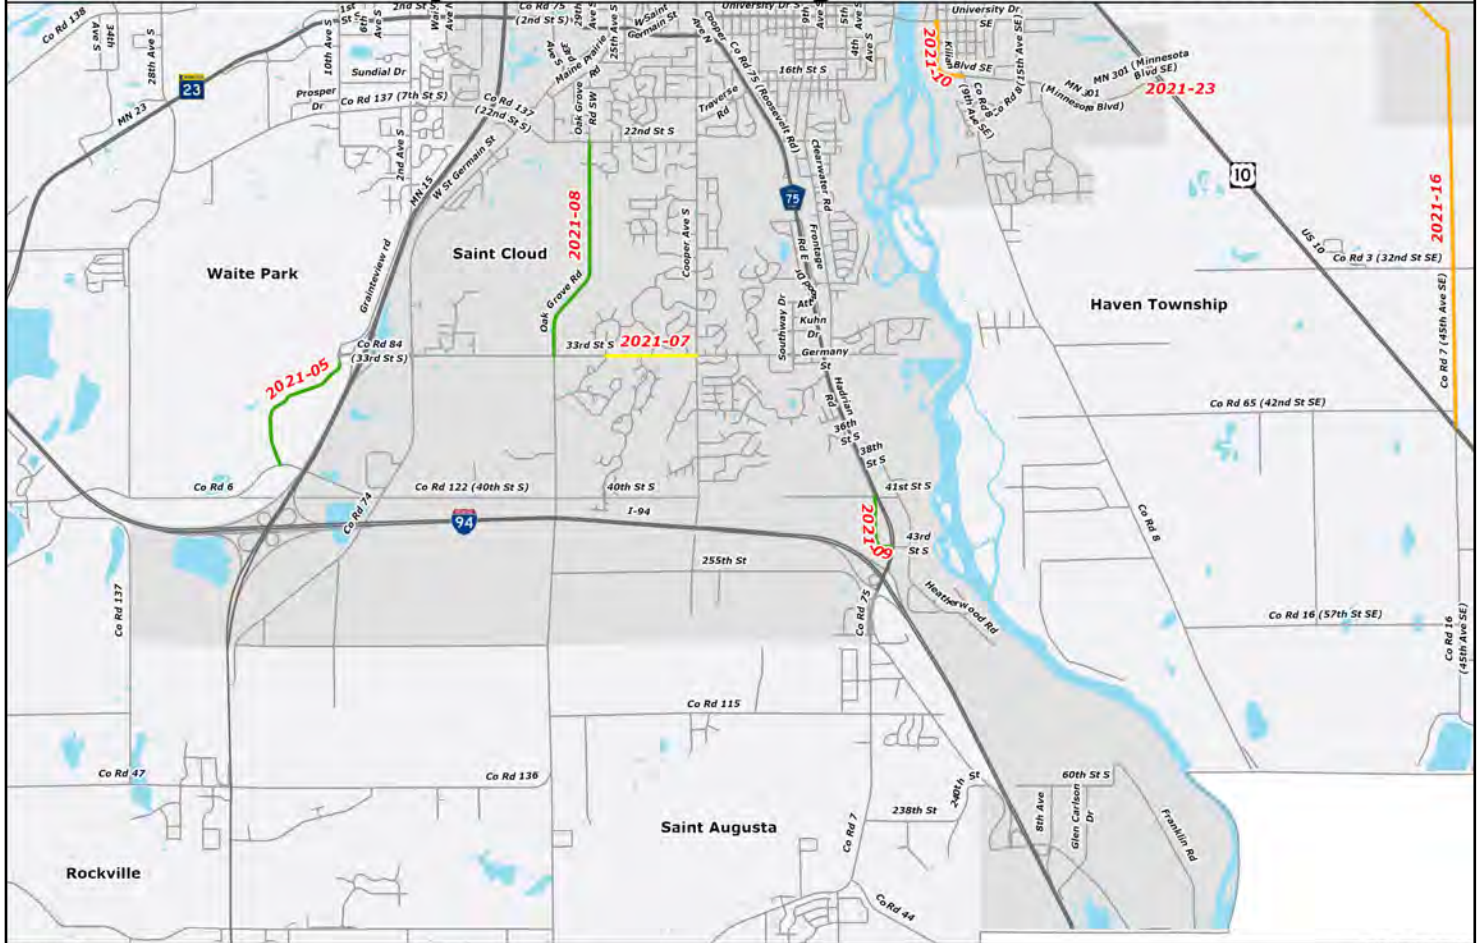 Co Rd 138
34th
Ave S
28th Ave S
10th Ave S
1st
St S
6th
Ave S
2nd St S
Co Rd 75
(2nd St S)
29th
Ave S
33rd
Ave S
25th Ave S
W Saint
Germain St
Cooper
Ave N
University Dr S
5th
Ave S
4th
Ave S
University Dr
SE
Sundial Dr
Maine Prairie
Rd
Co Rd 75 (Roosevelt Rd)
16th St S
2021-10
Kilian
Blvd SE
Co Rd 8 (15th Ave SE)
Co Rd 8
(9th Ave SE)
MN 301 (Minnesota
Blvd SE)
MN 301
(Minnesota Blvd)
2021-23
23
MN 23
Prosper
Dr
Co Rd 137 (7th St S)
Co Rd 137
(22nd St S)
Oak Grove
Rd SW
Traverse
Rd
22nd St S
2nd Ave S
MN 15
W St Germain St
Clearwater Rd
75
10
US 10
2021-16
2021-08
Cooper Ave S
Frontage
Rd E
Saint Cloud
Waite Park
Graniteview rd
Co Rd 3 (32nd St SE)
Haven Township
Oak Grove Rd
Southway Dr
Kuhn
Dr
33rd St S
2021-07
Co Rd 84
(33rd St S)
Germany
St
Co Rd 7 (45th Ave SE)
2021-05
Hadrian
Rd
Co Rd 65 (42nd St SE)
36th
St S
38th
St S
Co Rd 6
Co Rd 74
Co Rd 122 (40th St S)
40th St S
41st St S
I-94
94
2021-09
43rd
St S
Co Rd 8
255th St
Co Rd 137
Co Rd 75
Heatherwood Rd
Co Rd 16 (57th St SE)
Co Rd 16
(45th Ave SE)
Co Rd 115
Co Rd 47
Co Rd 136
240th St
60th St S
238th St
8th Ave
Glen Carlson
Dr
Franklin Rd
Saint Augusta
Co Rd 7
Rockville
Co Rd 44